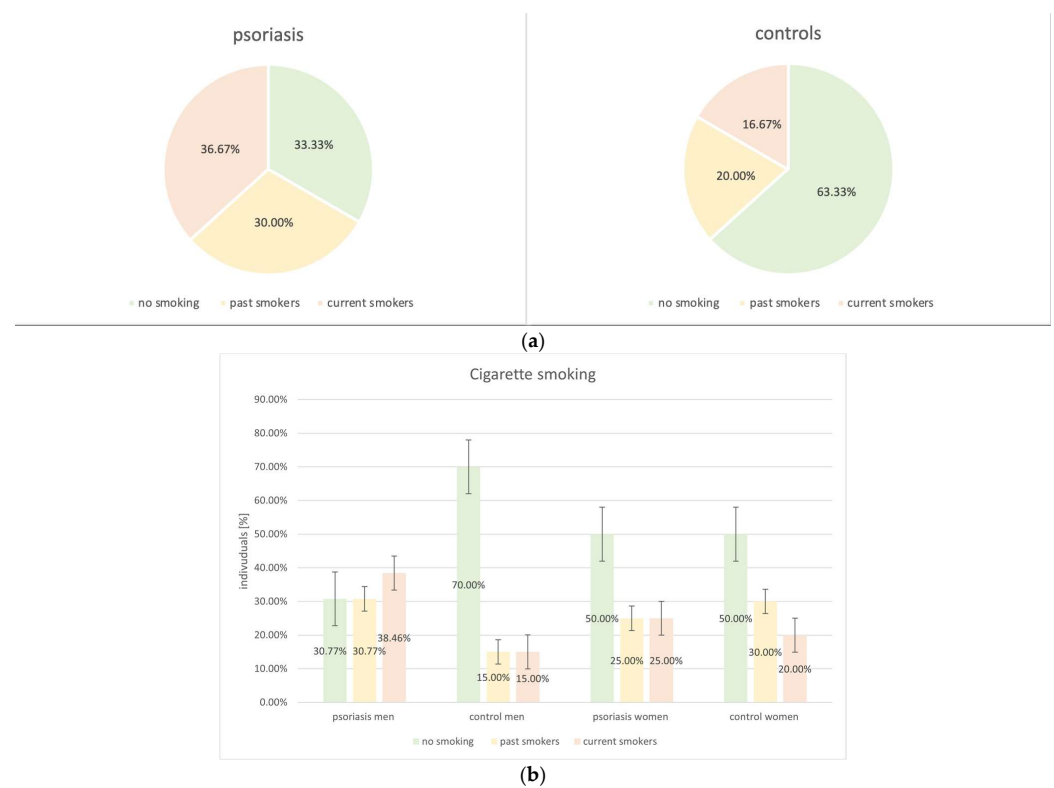 psoriasis
controls
36.67%
33.33%
30.00%
16.67%
20.00%
63.33%
no smoking past smokers current smokers
no smoking past smokers current smokers
(a)
Cigarette smoking
90.00%
80.00%
70.00%
60.00%
50.00%
40.00%
30.00%
20.00%
10.00%
0.00%
indivuduals [%]
30.77% 30.77% 38.46%
70.00% 15.00% 15.00%
50.00% 25.00% 25.00%
50.00% 30.00% 20.00%
psoriasis men control men psoriasis women control women
no smoking past smokers current smokers
(b)